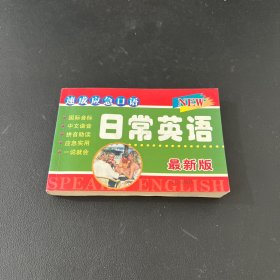 速成应急口语
NEW
国际音标
中文谐音
拼音助读
应急实用
一说就会
日常英语
最新版
SPEAK ENGLISH